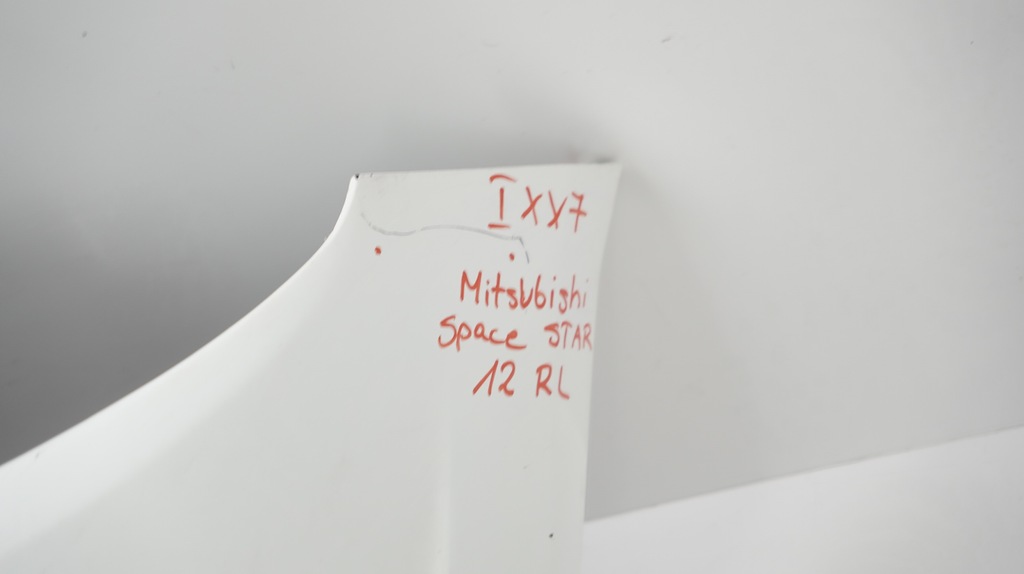 IXX7
Mitsubishi
Space STAR
12 RL